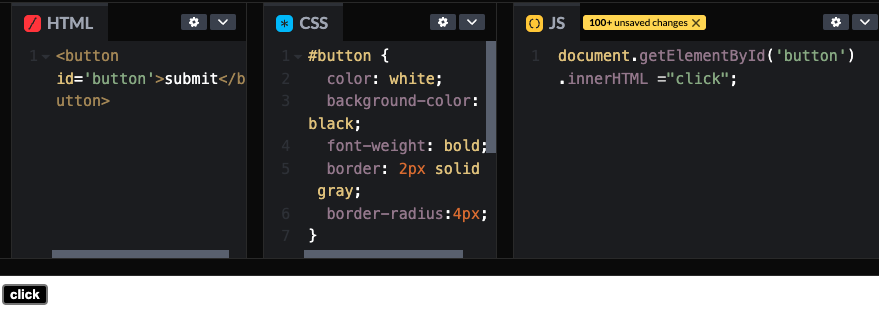 HTML
CSS
JS
100+ unsaved changes ×
1 <button
id='button'>submit</b
utton>
1 #button {
2 color: white;
3 background-color:
black;
4 font-weight: bold;
5 border: 2px solid
gray;
6 border-radius:4px;
7 }
1 document.getElementById('button')
.innerHTML ="click";
click